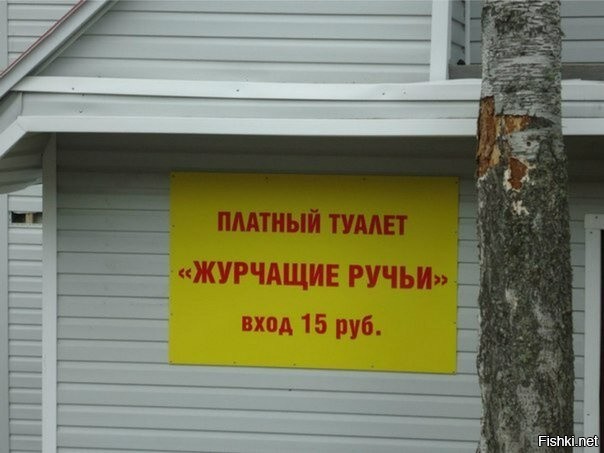 ПЛАТНЫЙ ТУАЛЕТ
«ЖУРЧАЩИЕ РУЧЬИ»
вход 15 руб.
Fishki.net